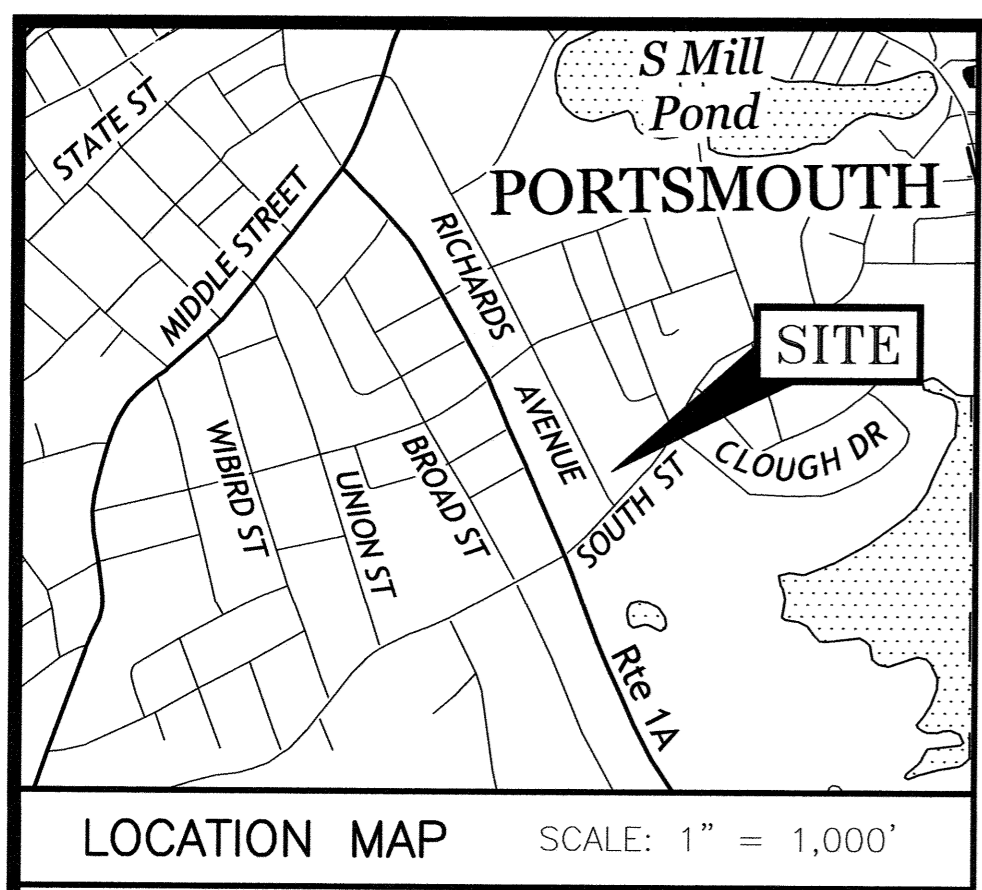 S Mill
Pond
STATE ST
PORTSMOUTH
MIDDLE STREET
RICHARDS
AVENUE
SITE
CLOUGH DR
WIBIRD ST
UNION ST
BROAD ST
SOUTH ST
Rte 1A
LOCATION MAP
SCALE: 1" = 1,000'